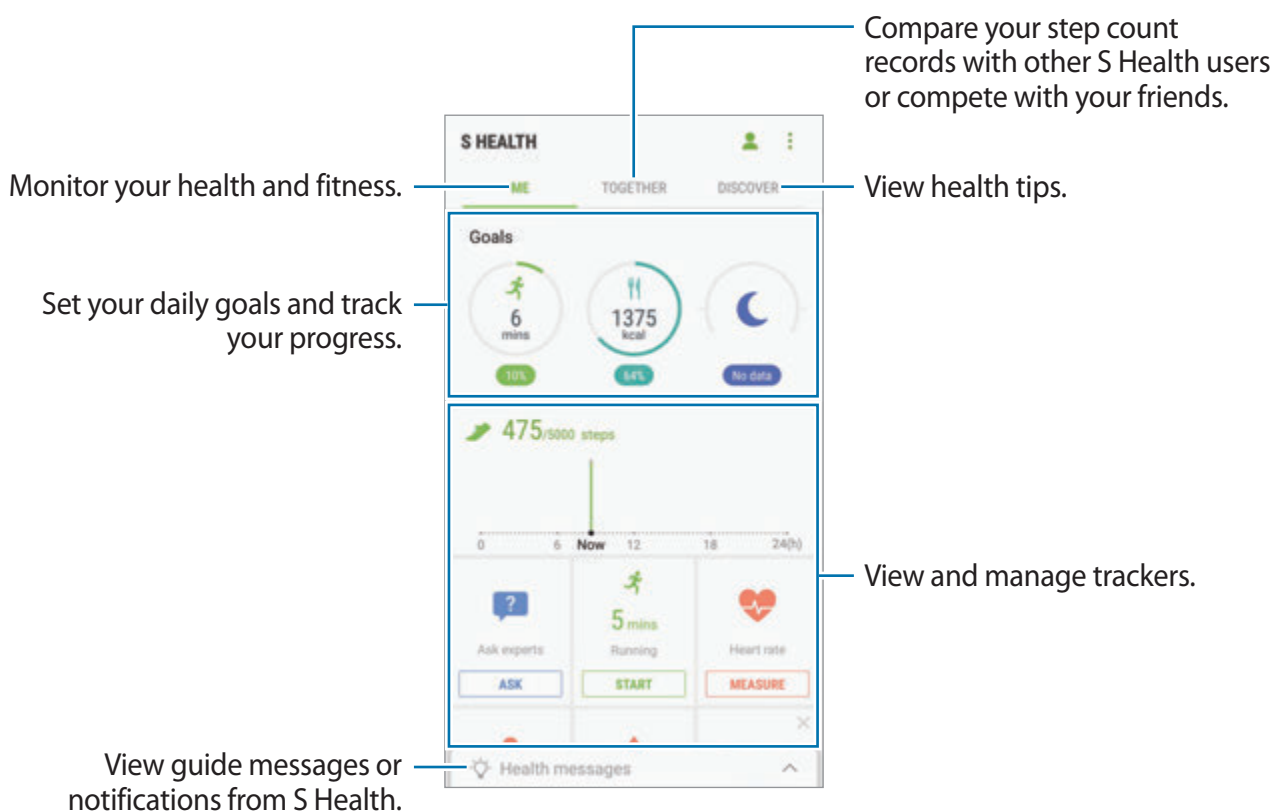 Compare your step count
records with other S Health users
or compete with your friends.
S HEALTH
Monitor your health and fitness.
ME
TOGETHER
DISCOVER
View health tips.
Goals
Set your daily goals and track
your progress.
6
mins
1375
kcal
10%
64%
No data
475/5000 steps
0 6 Now 12 18 24(h)
View and manage trackers.
?
5 mins
Ask experts
Running
Heart rate
ASK
START
MEASURE
View guide messages or
notifications from S Health.
Health messages